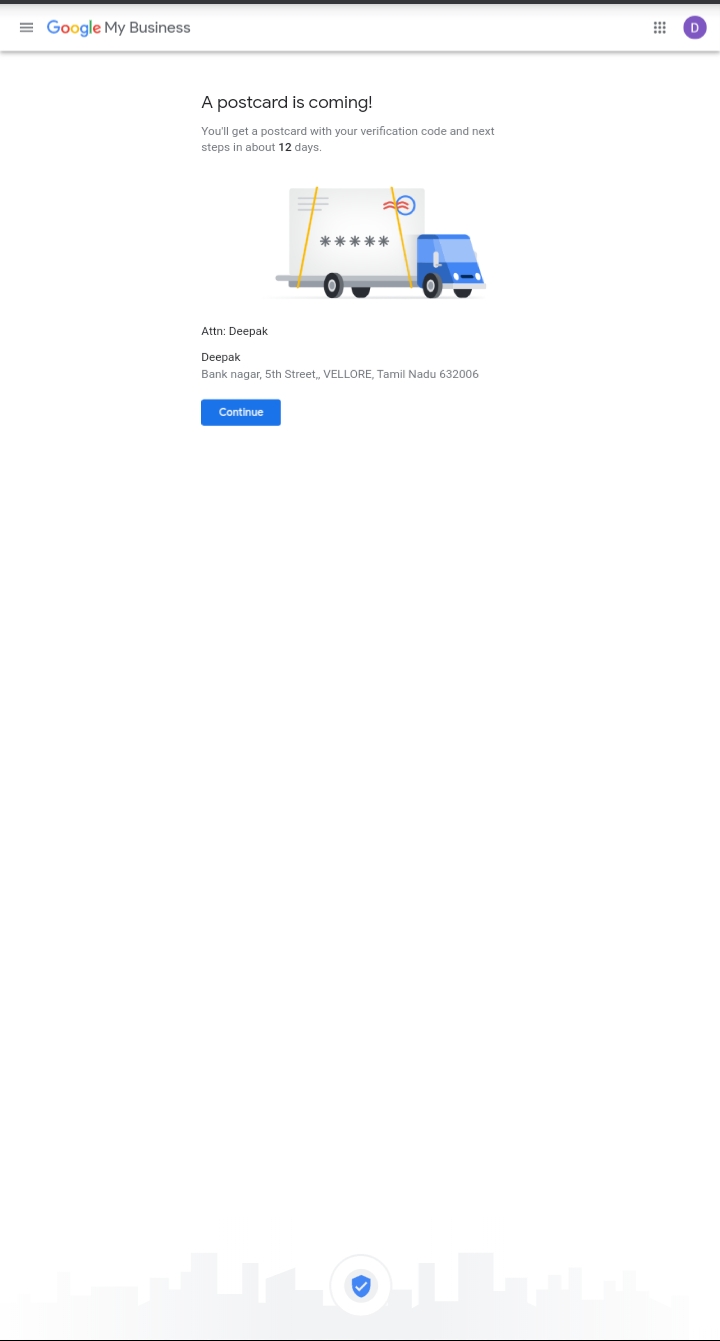 Google My Business
D
A postcard is coming!
You'll get a postcard with your verification code and next
steps in about 12 days.
*****
Attn: Deepak
Deepak
Bank nagar, 5th Street,, VELLORE, Tamil Nadu 632006
Continue